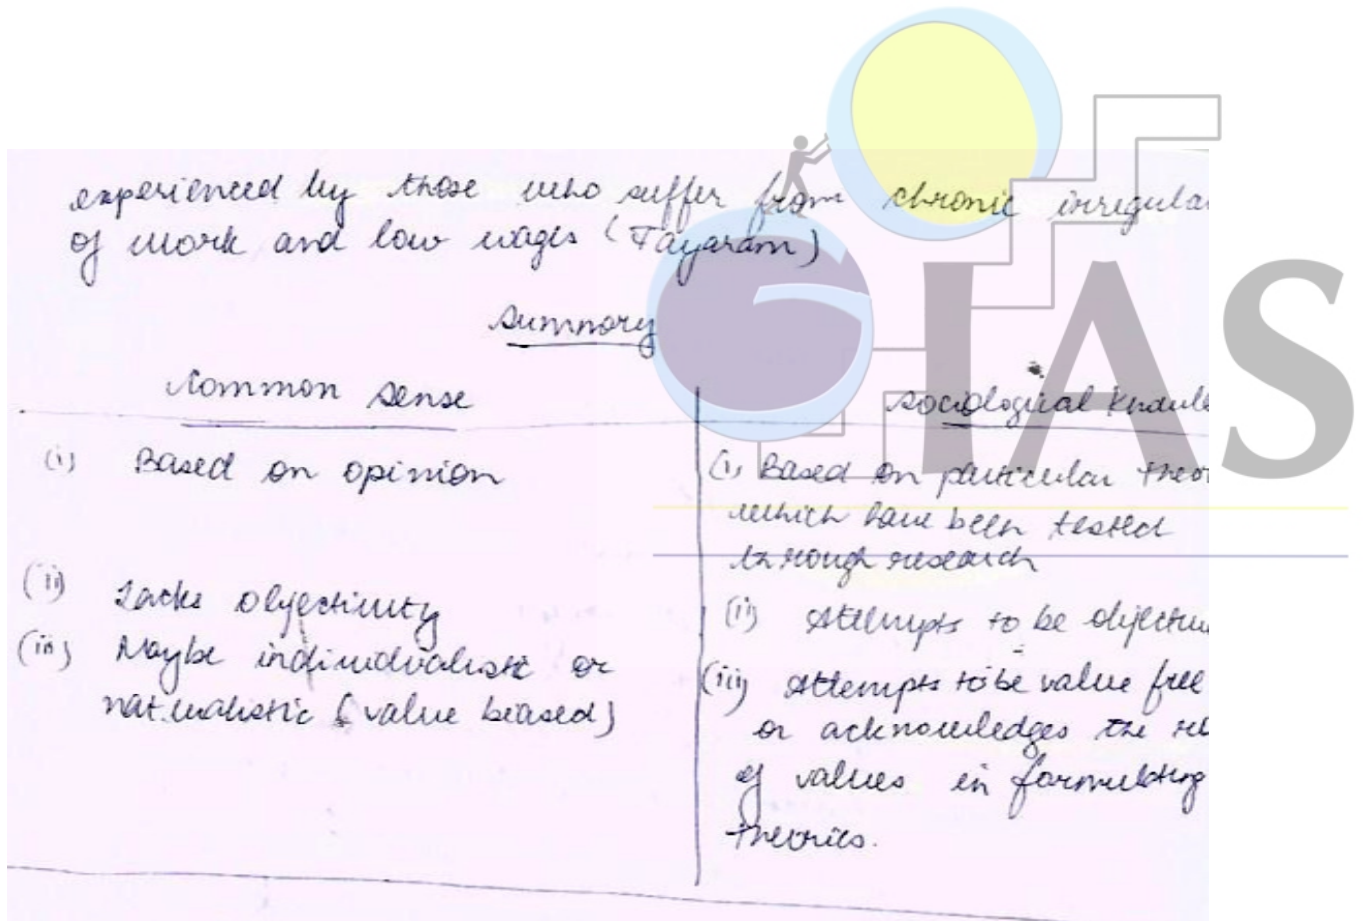 experienced by those who suffer from chronic irregula
of work and low wages (Tayaram)
Summary
Common Sense
Sociological Knowle
(i) Based on opinion
(i) Based on particular theor
which have been tested
through research
(ii) Lacks objectivity
(ii) Attempts to be objectiv
(iii) Maybe individualistic or
naturalistic (value biased)
(iii) Attempts to be value free
or acknowledges the
of values in formulating
theories.
GIAS